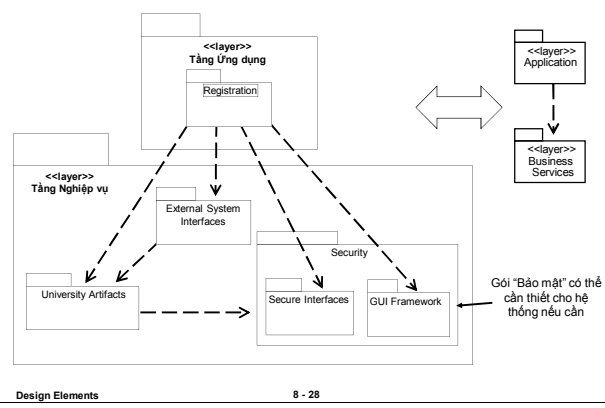 <<layer>>
Tầng Ứng dụng
Registration
<<layer>>
Application
<<layer>>
Business
Services
<<layer>>
Tầng Nghiệp vụ
External System
Interfaces
Security
University Artifacts
Secure Interfaces
GUI Framework
Gói “Bảo mật” có thể
cần thiết cho hệ
thống nếu cần
Design Elements
8 - 28